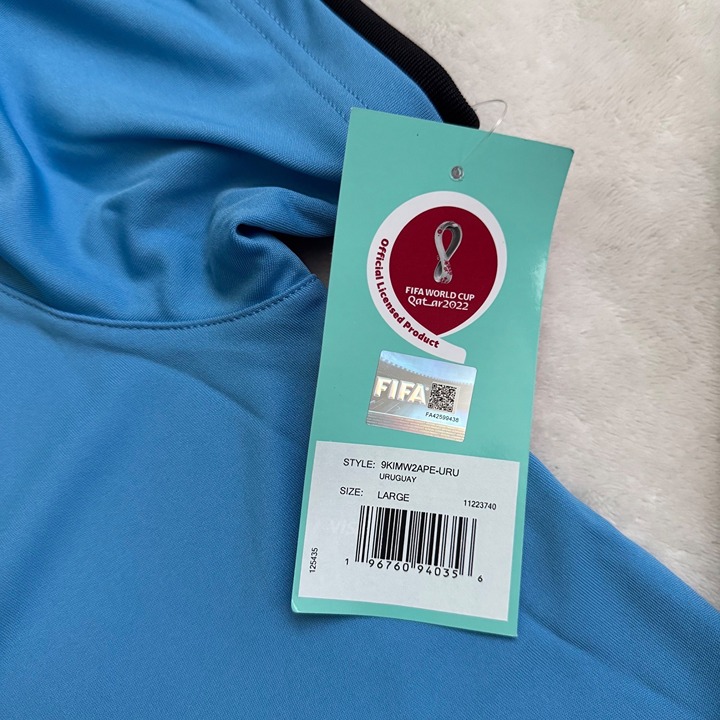 FIFA WORLD CUP
Qatar2022
Official Licensed Product
FIFA
FA42599438
STYLE: 9KIMW2APE-URU
URUGUAY
SIZE: LARGE
11223740
125435
1 96760 94035 6